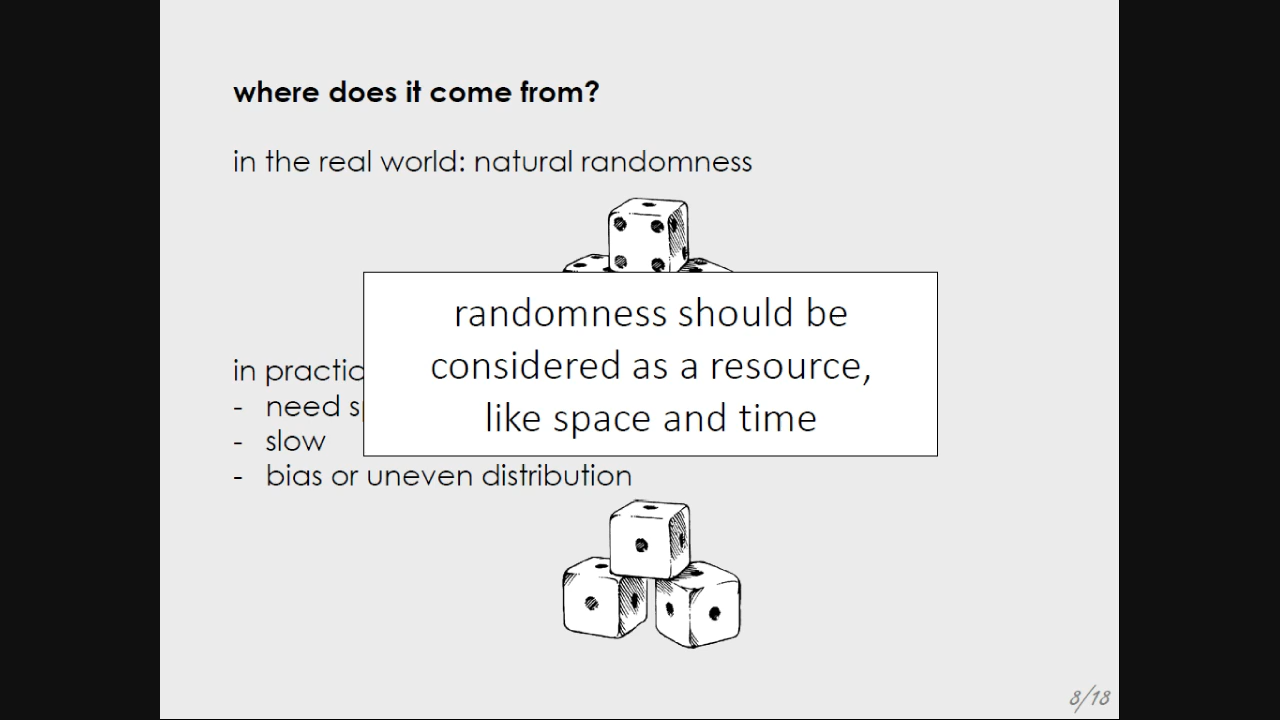 where does it come from?
in the real world: natural randomness
randomness should be
considered as a resource,
like space and time
in
- need
- slow
- bias or uneven distribution
8/18